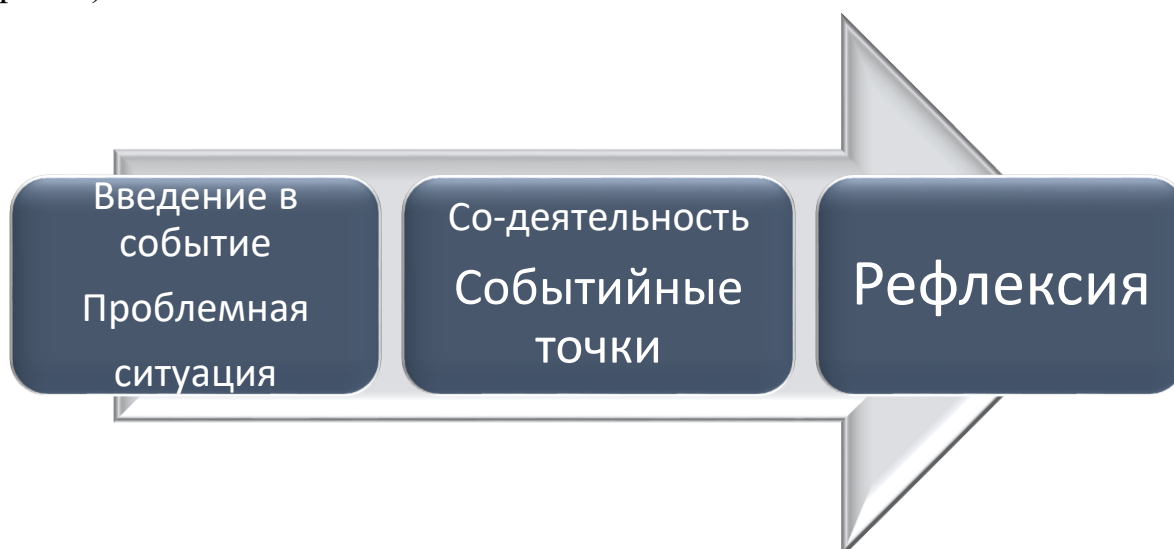 Введение в
событие
Проблемная
ситуация
Со-деятельность
Событийные
точки
Рефлексия